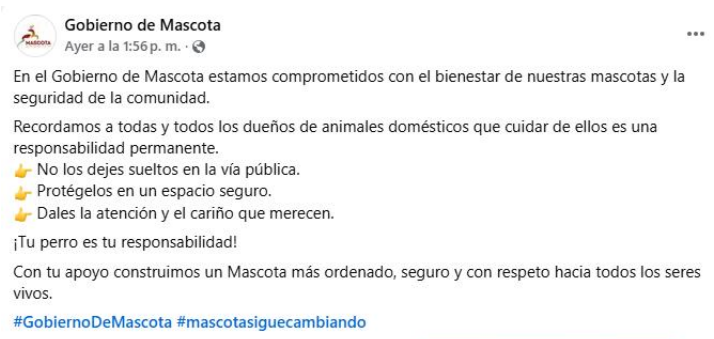 MASCOTA
Gobierno de Mascota
Ayer a la 1:56 p. m. ·
En el Gobierno de Mascota estamos comprometidos con el bienestar de nuestras mascotas y la
seguridad de la comunidad.
Recordamos a todas y todos los dueños de animales domésticos que cuidar de ellos es una
responsabilidad permanente.
👉 No los dejes sueltos en la vía pública.
👉 Protégelos en un espacio seguro.
👉 Dales la atención y el cariño que merecen.
¡Tu perro es tu responsabilidad!
Con tu apoyo construimos un Mascota más ordenado, seguro y con respeto hacia todos los seres
vivos.
#GobiernoDeMascota #mascotasiguecambiando